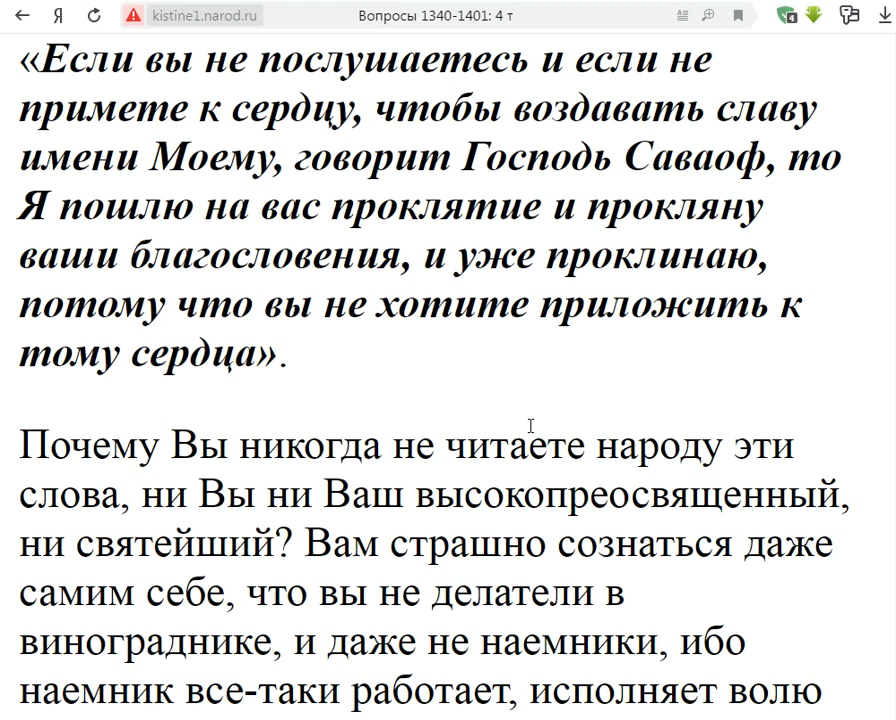 Я kistine1.narod.ru Вопросы 1340-1401: 4 т 4
«Если вы не послушаетесь и если не
примете к сердцу, чтобы воздавать славу
имени Моему, говорит Господь Саваоф, то
Я пошлю на вас проклятие и прокляну
ваши благословения, и уже проклинаю,
потому что вы не хотите приложить к
тому сердца».
Почему Вы никогда не читаете народу эти
слова, ни Вы ни Ваш высокопреосвященный,
ни святейший? Вам страшно сознаться даже
самим себе, что вы не делатели в
винограднике, и даже не наемники, ибо
наемник все-таки работает, исполняет волю